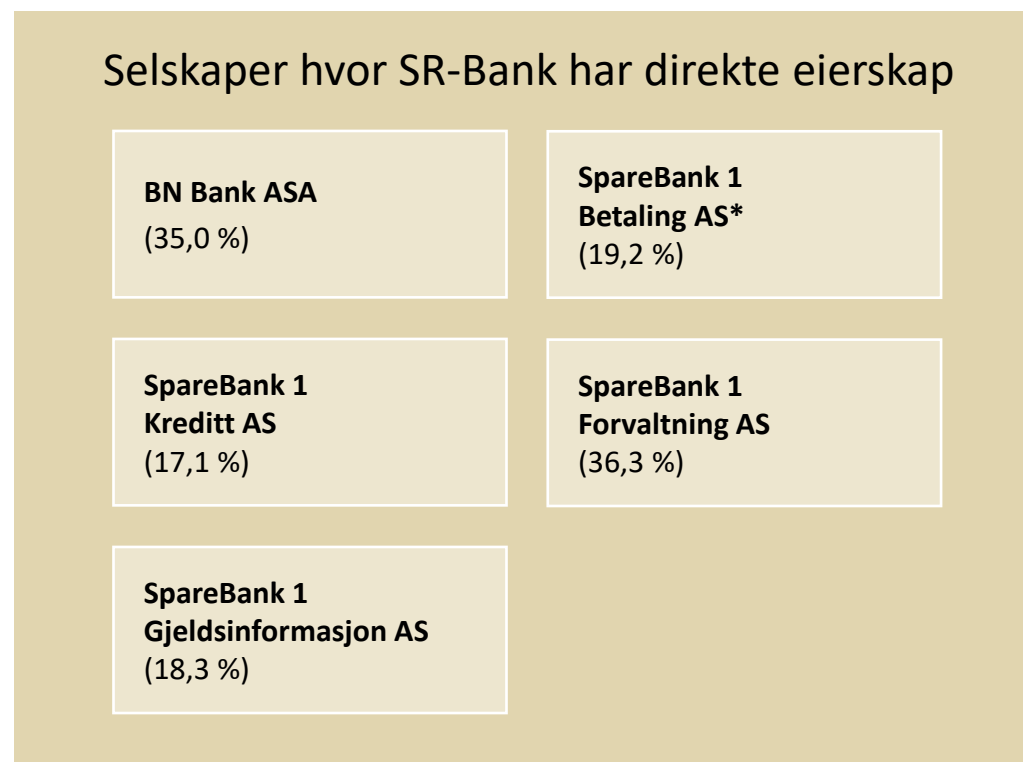 Selskaper hvor SR-Bank har direkte eierskap
BN Bank ASA
(35,0 %)
SpareBank 1
Betaling AS*
(19,2 %)
SpareBank 1
Kreditt AS
(17,1 %)
SpareBank 1
Forvaltning AS
(36,3 %)
SpareBank 1
Gjeldsinformasjon AS
(18,3 %)